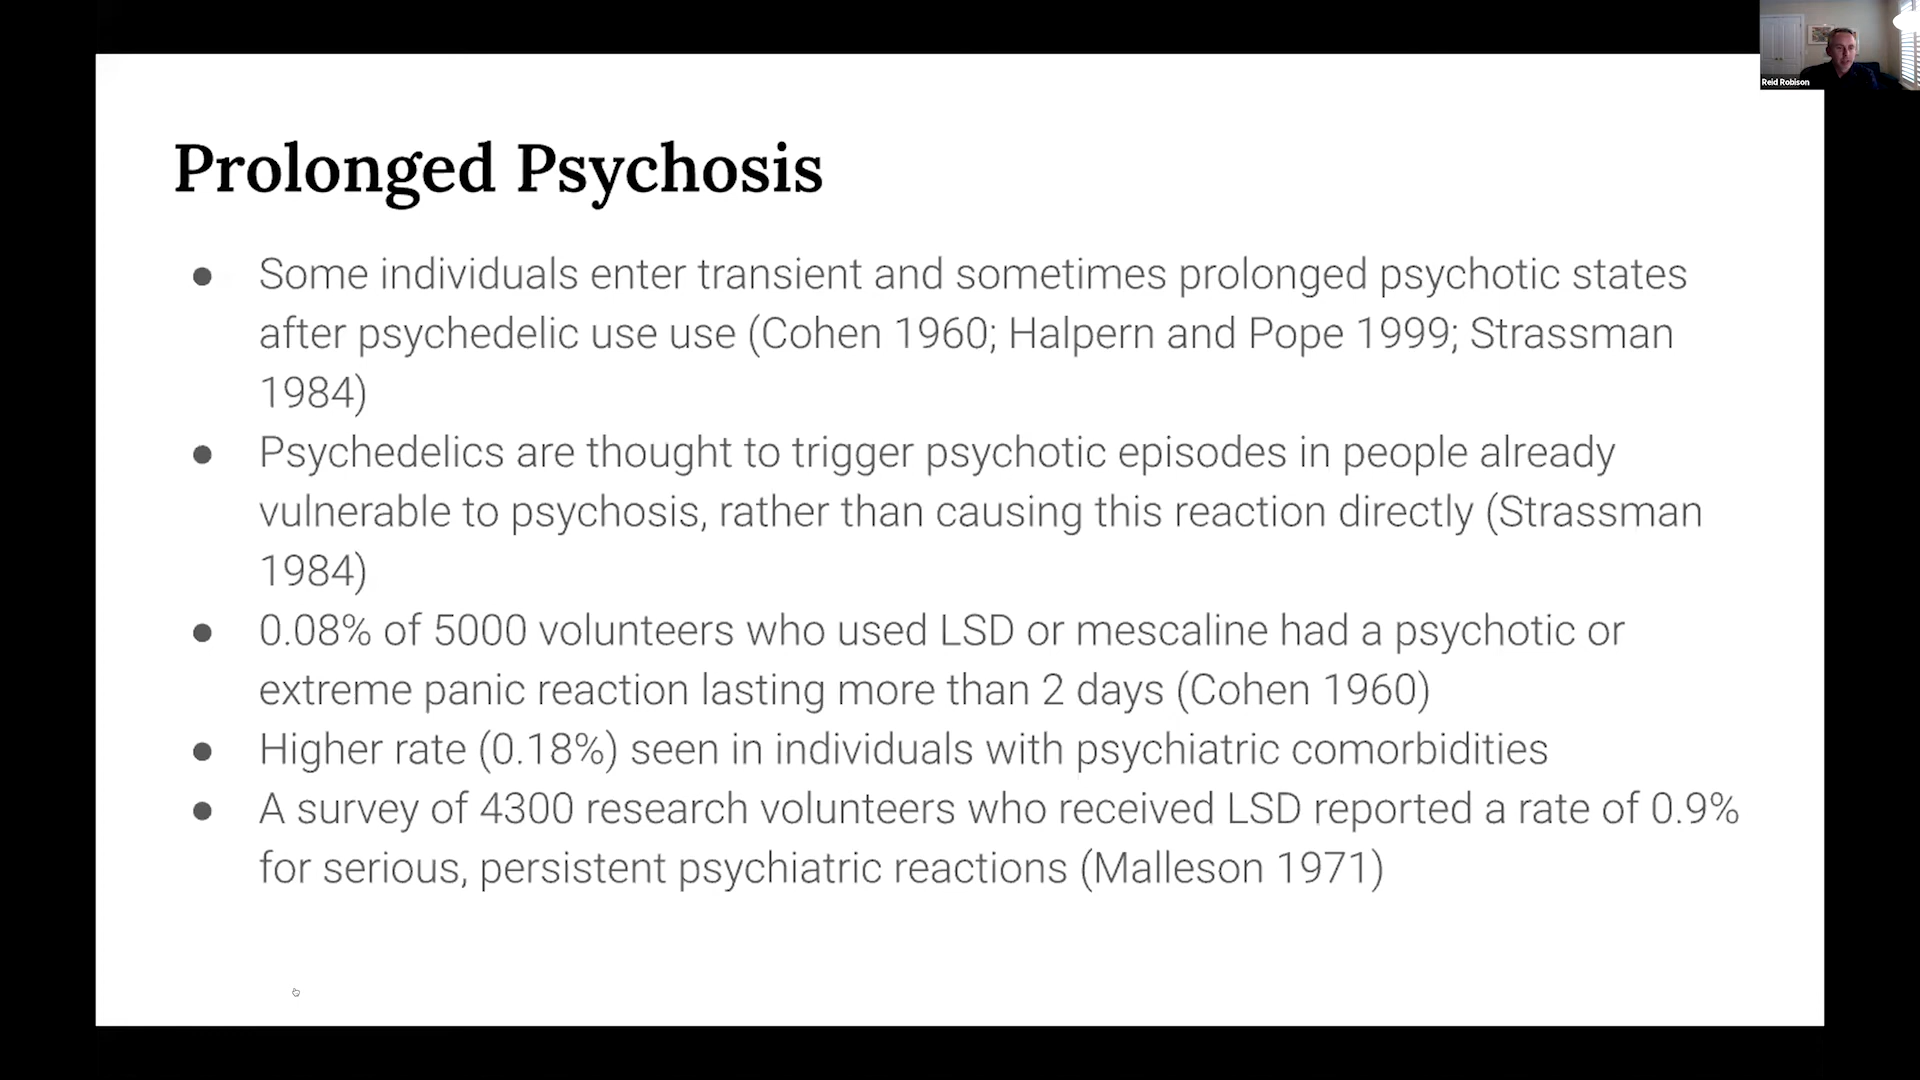 Reid Robison
Prolonged Psychosis
● Some individuals enter transient and sometimes prolonged psychotic states
after psychedelic use use (Cohen 1960; Halpern and Pope 1999; Strassman
1984)
● Psychedelics are thought to trigger psychotic episodes in people already
vulnerable to psychosis, rather than causing this reaction directly (Strassman
1984)
● 0.08% of 5000 volunteers who used LSD or mescaline had a psychotic or
extreme panic reaction lasting more than 2 days (Cohen 1960)
● Higher rate (0.18%) seen in individuals with psychiatric comorbidities
● A survey of 4300 research volunteers who received LSD reported a rate of 0.9%
for serious, persistent psychiatric reactions (Malleson 1971)